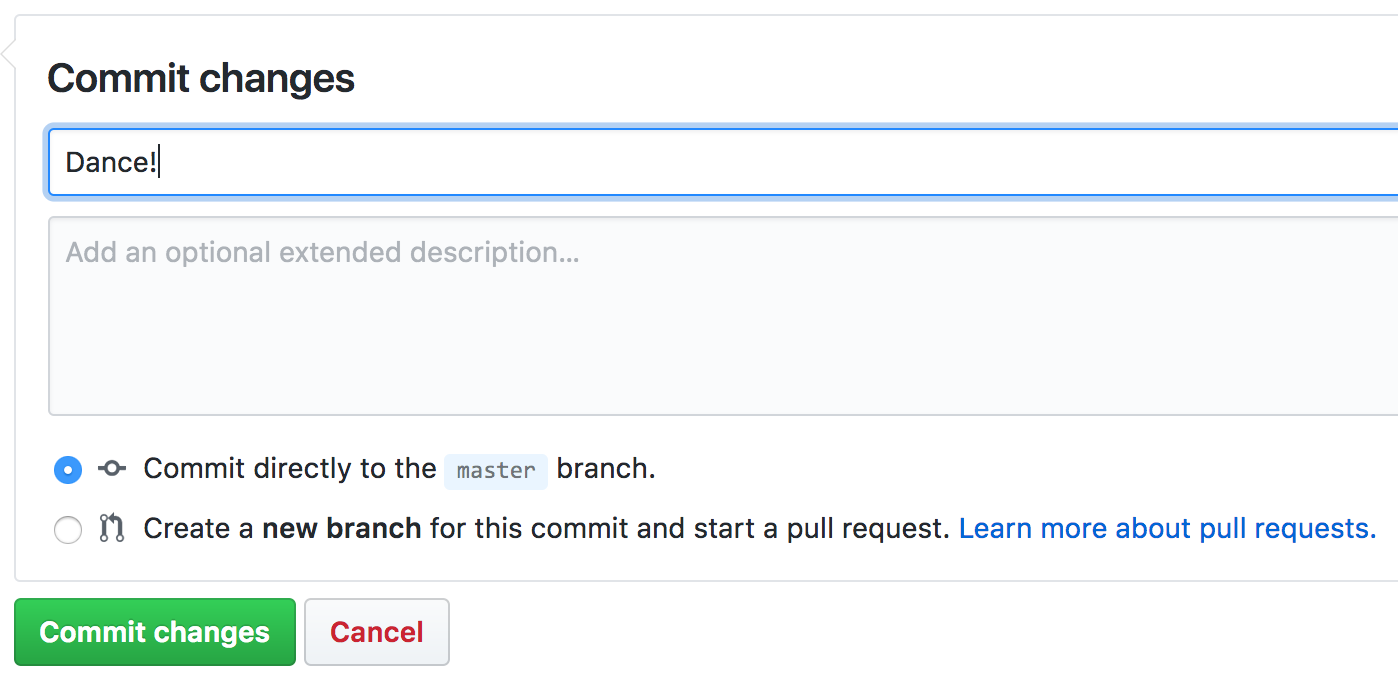 Commit changes
Dance!
Add an optional extended description...
Commit directly to the master branch.
Create a new branch for this commit and start a pull request. Learn more about pull requests.
Commit changes Cancel